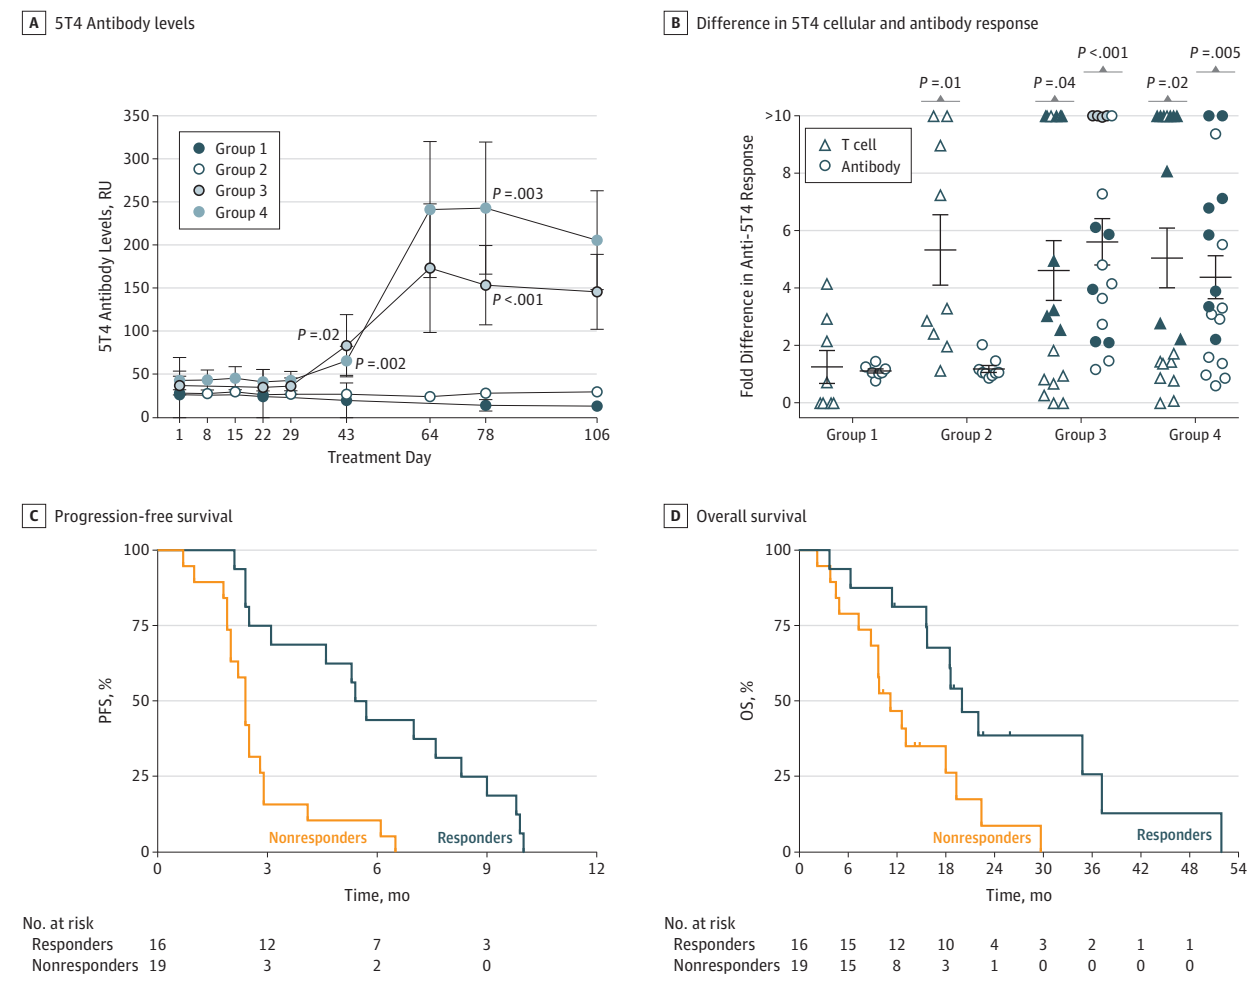 A 5T4 Antibody levels
350
300
250
200
150
100
50
0
5T4 Antibody Levels, RU
Group 1
Group 2
Group 3
Group 4
P=.02
P=.002
P=.003
P<.001
1 8 15 22 29 43 64 78 106
Treatment Day
B Difference in 5T4 cellular and antibody response
P=.01
P=.04
P<.001
P=.02
P=.005
>10
8
6
4
2
0
Fold Difference in Anti-5T4 Response
T cell
Antibody
Group 1 Group 2 Group 3 Group 4
C Progression-free survival
100
75
50
25
0
PFS, %
Nonresponders
Responders
0 3 6 9 12
Time, mo
No. at risk
Responders 16 12 7 3
Nonresponders 19 3 2 0
D Overall survival
100
75
50
25
0
OS, %
Nonresponders
Responders
0 6 12 18 24 30 36 42 48 54
Time, mo
No. at risk
Responders 16 15 12 10 4 3 2 1 1
Nonresponders 19 15 8 3 1 0 0 0 0